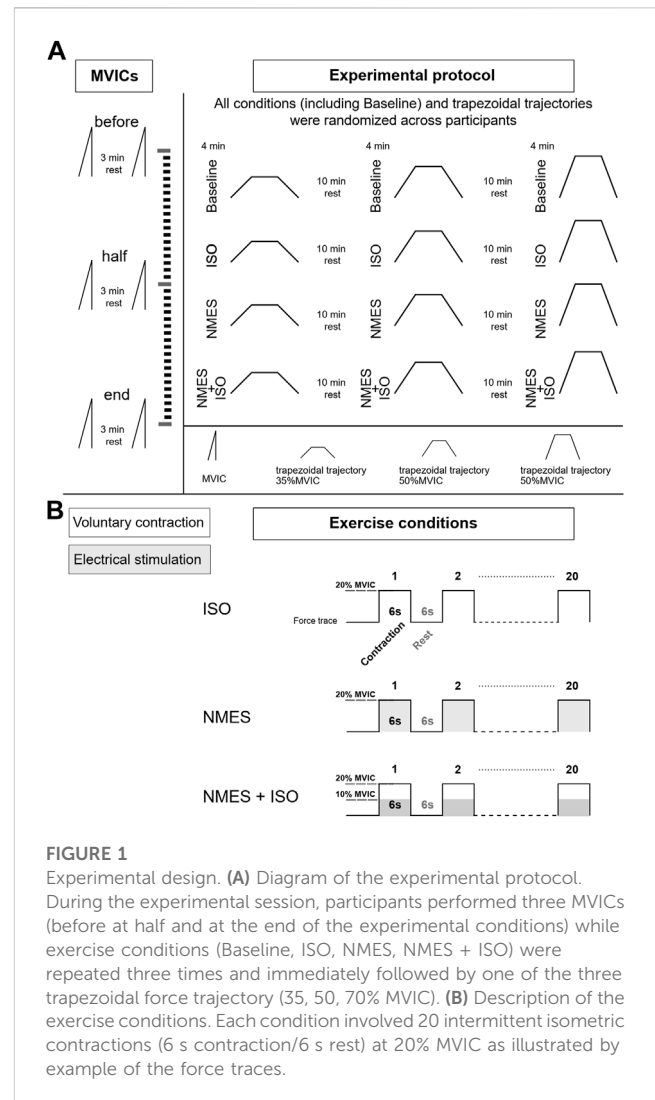 A
MVICs
Experimental protocol
All conditions (including Baseline) and trapezoidal trajectories
were randomized across participants
before
3 min
rest
half
3 min
rest
end
3 min
rest
4 min
Baseline
10 min
rest
4 min
Baseline
10 min
rest
4 min
Baseline
ISO
10 min
rest
ISO
10 min
rest
ISO
NMES
10 min
rest
NMES
10 min
rest
NMES
NMES
+
ISO
10 min
rest
NMES
+
ISO
10 min
rest
NMES
+
ISO
MVIC
trapezoidal trajectory
35%MVIC
trapezoidal trajectory
50%MVIC
trapezoidal trajectory
50%MVIC
B
Voluntary contraction
Electrical stimulation
Exercise conditions
ISO
1 2 20
20% MVIC
6s 6s
Force trace
Contraction
Rest
NMES
1 2 20
20% MVIC
6s 6s
NMES + ISO
1 2 20
20% MVIC
10% MVIC
6s 6s
FIGURE 1
Experimental design. (A) Diagram of the experimental protocol.
During the experimental session, participants performed three MVICs
(before at half and at the end of the experimental conditions) while
exercise conditions (Baseline, ISO, NMES, NMES + ISO) were
repeated three times and immediately followed by one of the three
trapezoidal force trajectory (35, 50, 70% MVIC). (B) Description of the
exercise conditions. Each condition involved 20 intermittent isometric
contractions (6 s contraction/6 s rest) at 20% MVIC as illustrated by
example of the force traces.